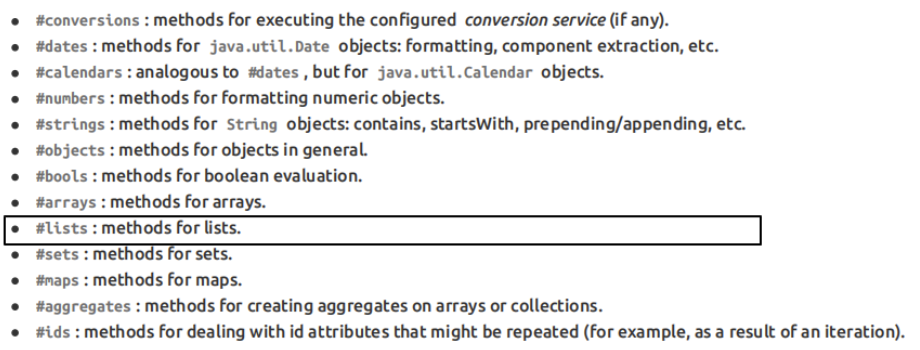 • #conversions : methods for executing the configured conversion service (if any).
• #dates : methods for java.util.Date objects: formatting, component extraction, etc.
• #calendars : analogous to #dates , but for java.util.Calendar objects.
• #numbers : methods for formatting numeric objects.
• #strings : methods for String objects: contains, startsWith, prepending/appending, etc.
• #objects : methods for objects in general.
• #bools : methods for boolean evaluation.
• #arrays : methods for arrays.
• #lists : methods for lists.
• #sets : methods for sets.
• #maps : methods for maps.
• #aggregates : methods for creating aggregates on arrays or collections.
• #ids : methods for dealing with id attributes that might be repeated (for example, as a result of an iteration).